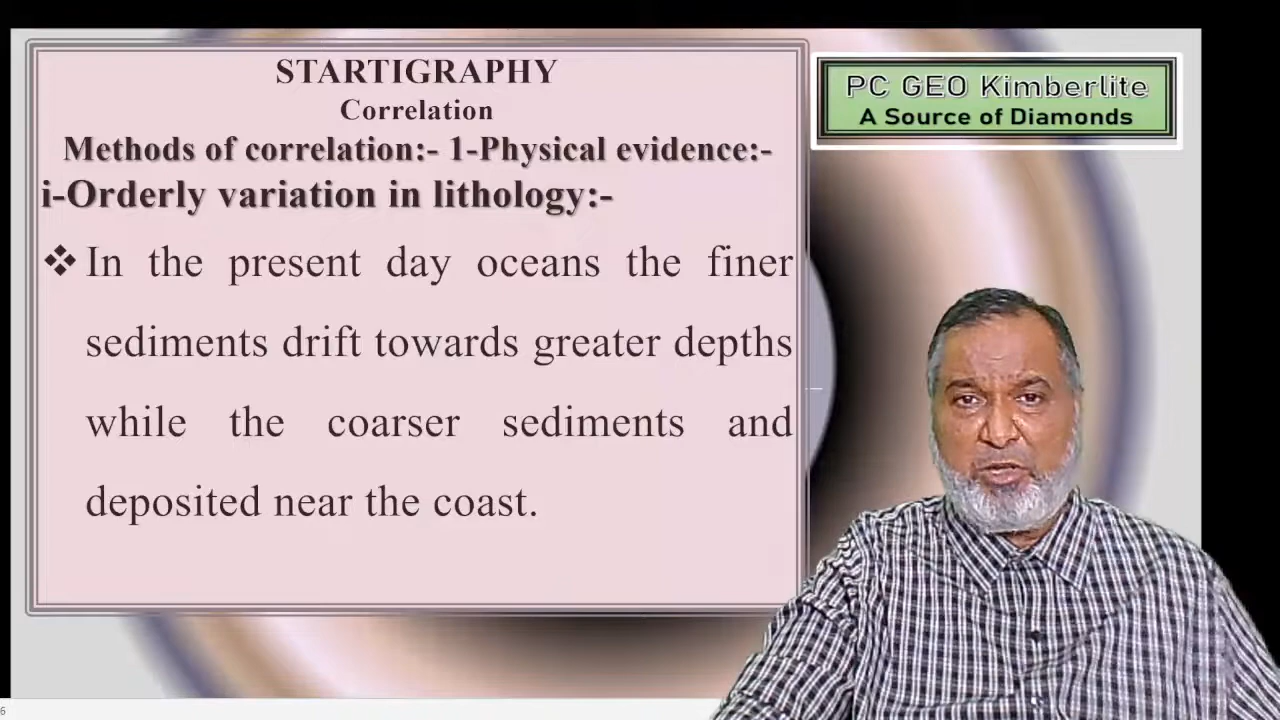 STARTIGRAPHY
Correlation
Methods of correlation:- 1-Physical evidence:-
i-Orderly variation in lithology:-
❖ In the present day oceans the finer
sediments drift towards greater depths
while the coarser sediments and
deposited near the coast.
PC GEO Kimberlite
A Source of Diamonds
6